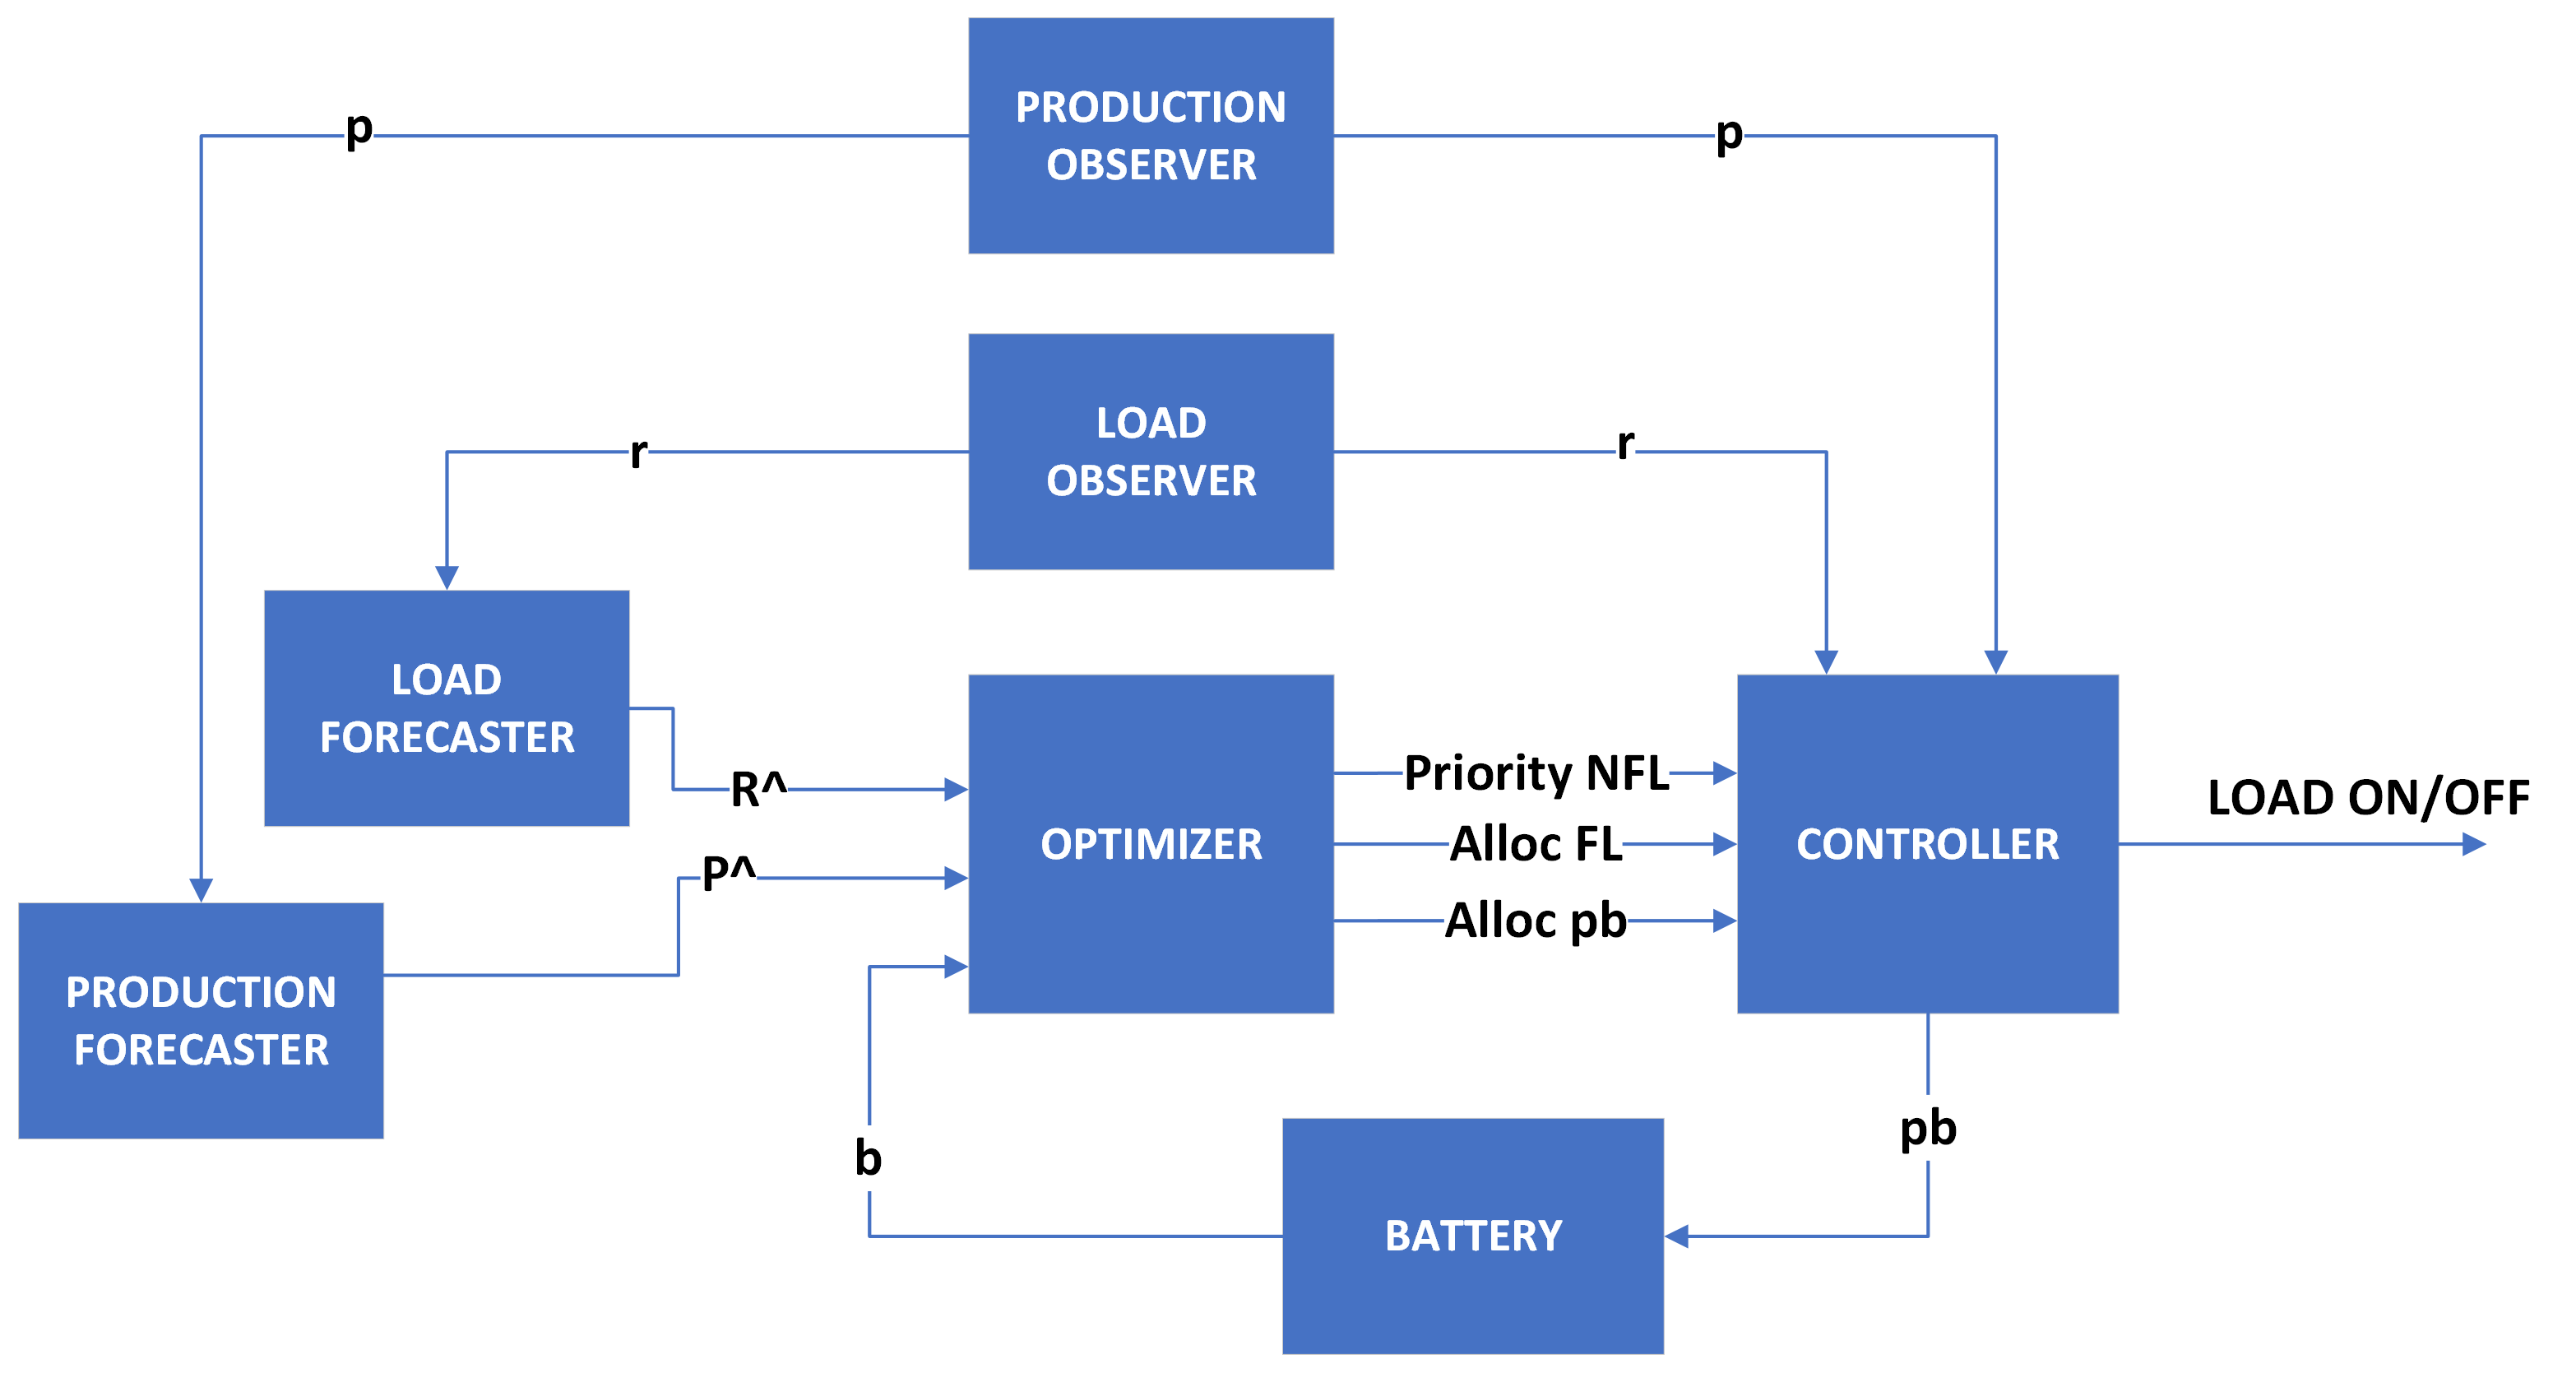 PRODUCTION
OBSERVER
p
p
LOAD
OBSERVER
r
r
LOAD
FORECASTER
R^
P^
PRODUCTION
FORECASTER
OPTIMIZER
Priority NFL
Alloc FL
Alloc pb
CONTROLLER
LOAD ON/OFF
b
BATTERY
pb